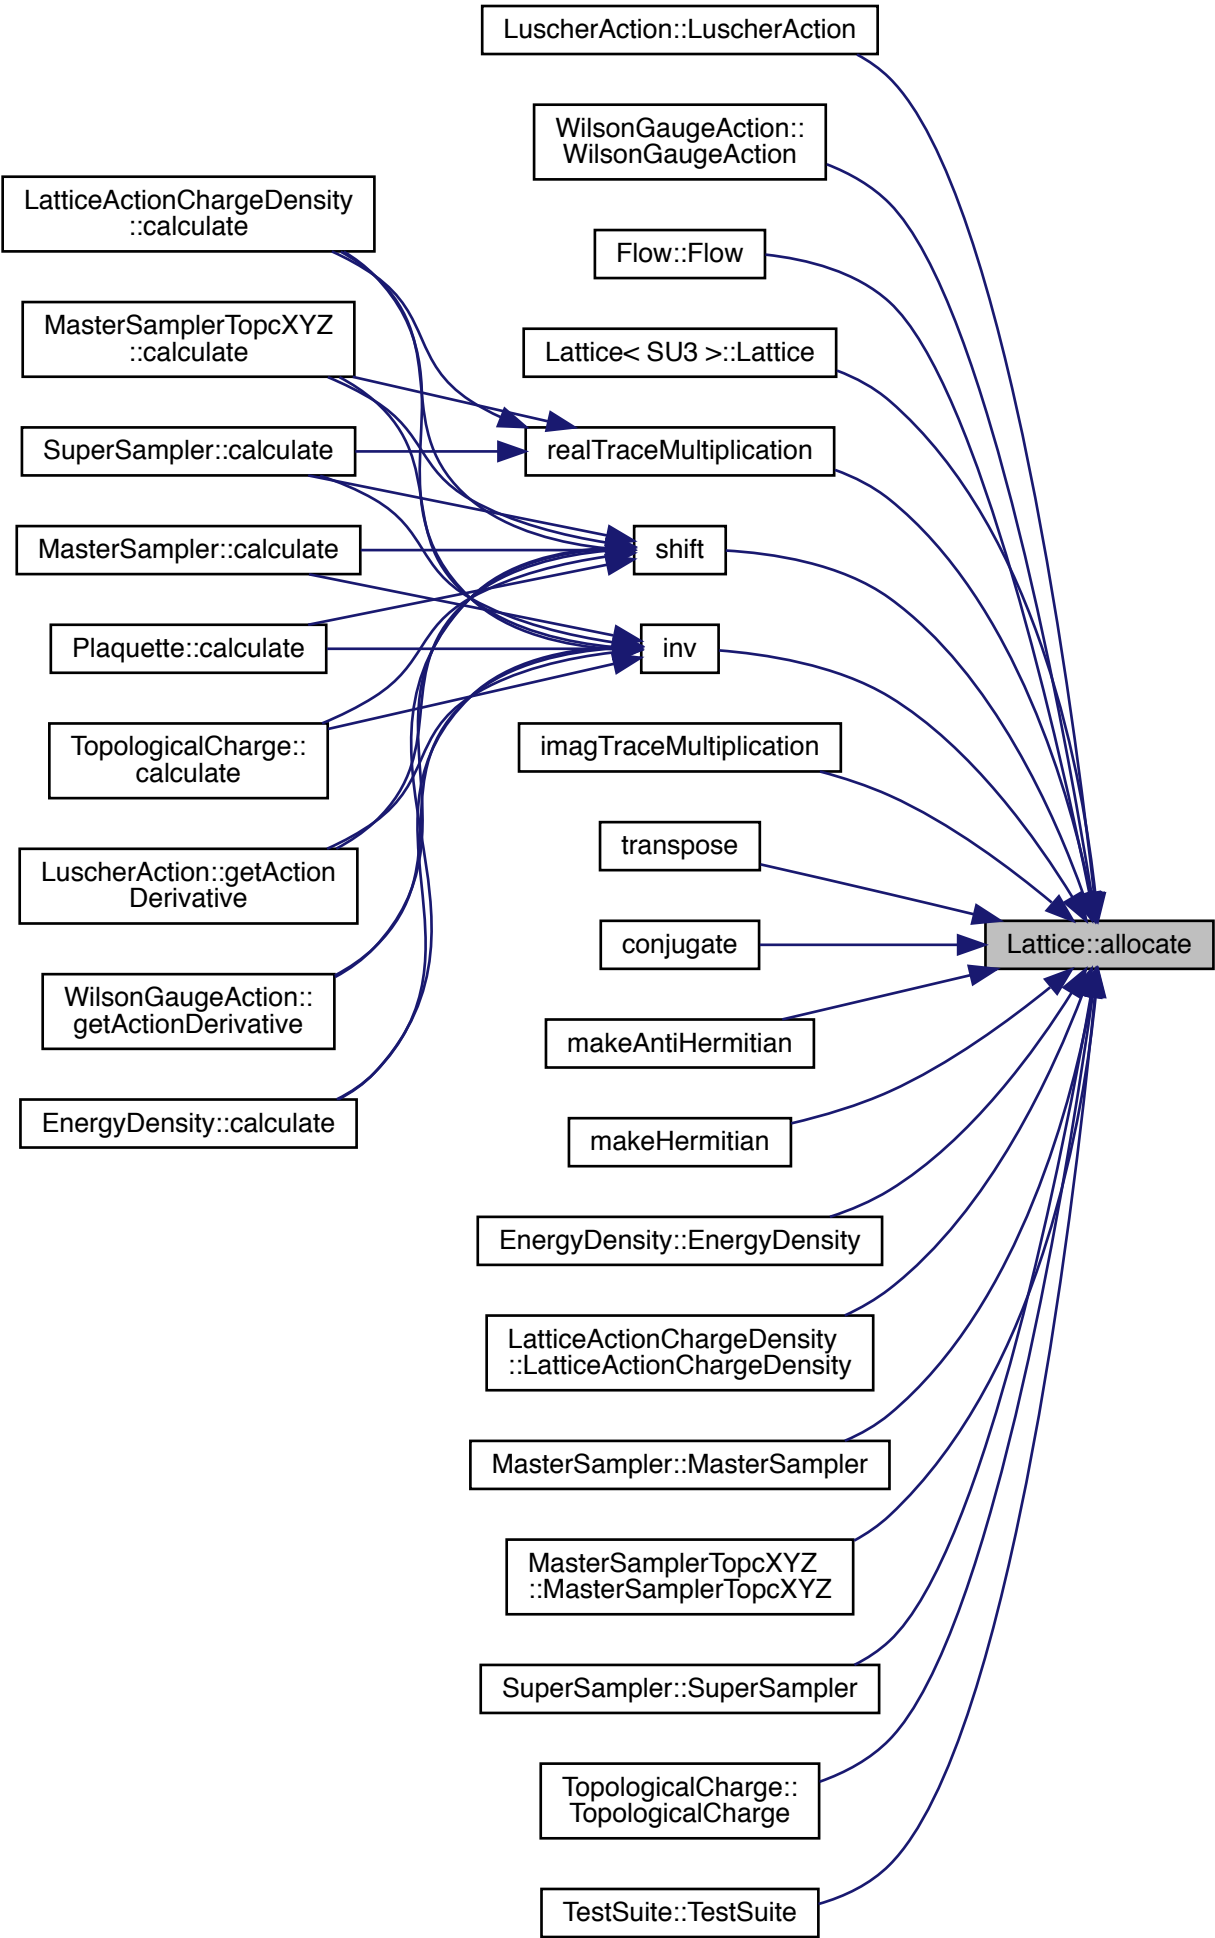 LuscherAction::LuscherAction
WilsonGaugeAction::
WilsonGaugeAction
LatticeActionChargeDensity
::calculate
Flow::Flow
MasterSamplerTopcXYZ
::calculate
Lattice< SU3 >::Lattice
SuperSampler::calculate
realTraceMultiplication
MasterSampler::calculate
shift
Plaquette::calculate
inv
TopologicalCharge::
calculate
imagTraceMultiplication
transpose
LuscherAction::getAction
Derivative
conjugate
Lattice::allocate
WilsonGaugeAction::
getActionDerivative
makeAntiHermitian
EnergyDensity::calculate
makeHermitian
EnergyDensity::EnergyDensity
LatticeActionChargeDensity
::LatticeActionChargeDensity
MasterSampler::MasterSampler
MasterSamplerTopcXYZ
::MasterSamplerTopcXYZ
SuperSampler::SuperSampler
TopologicalCharge::
TopologicalCharge
TestSuite::TestSuite